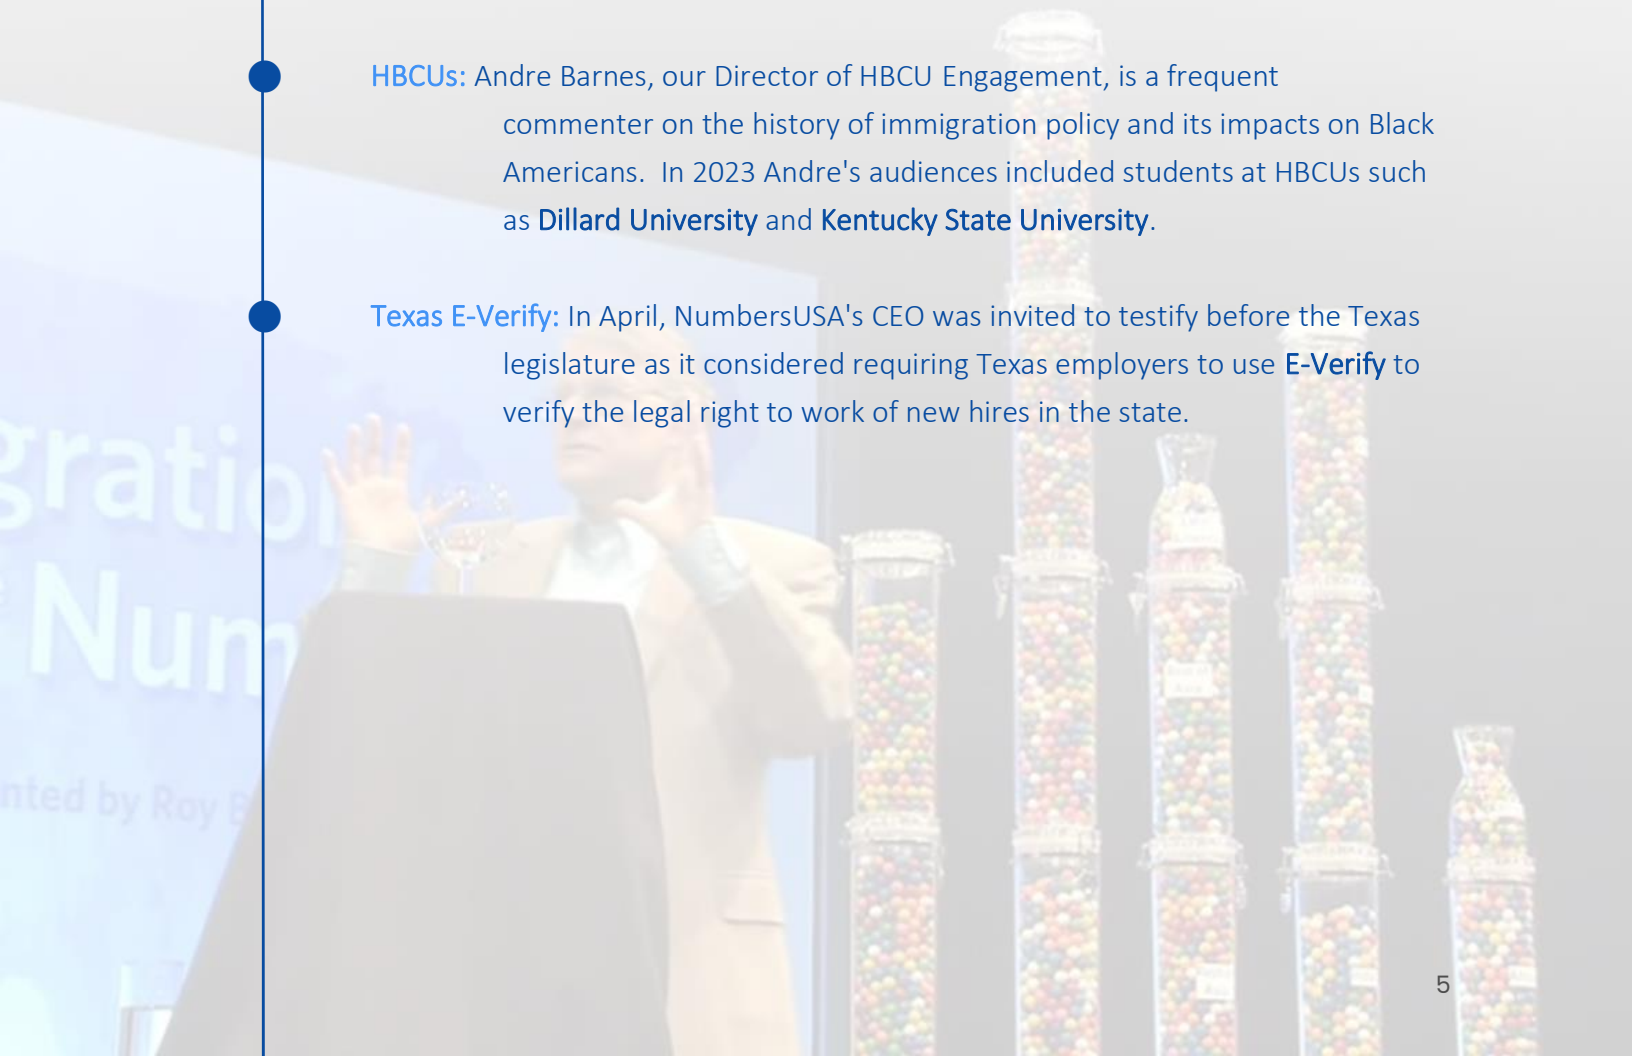 HBCUs: Andre Barnes, our Director of HBCU Engagement, is a frequent
commenter on the history of immigration policy and its impacts on Black
Americans.  In 2023 Andre's audiences included students at HBCUs such
as Dillard University and Kentucky State University.
Texas E-Verify: In April, NumbersUSA's CEO was invited to testify before the Texas
legislature as it considered requiring Texas employers to use E-Verify to
verify the legal right to work of new hires in the state.
gration
Num
nted by Roy B
5